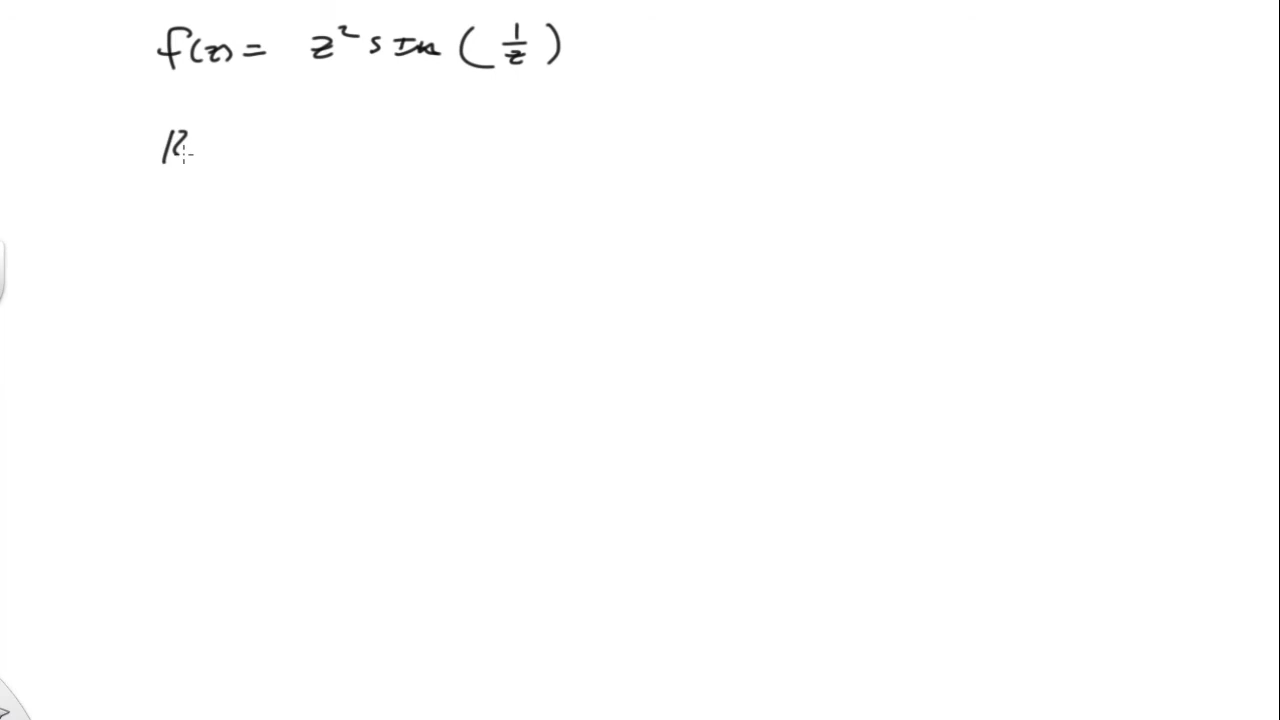 f(z) = z² sin (1/z)
R